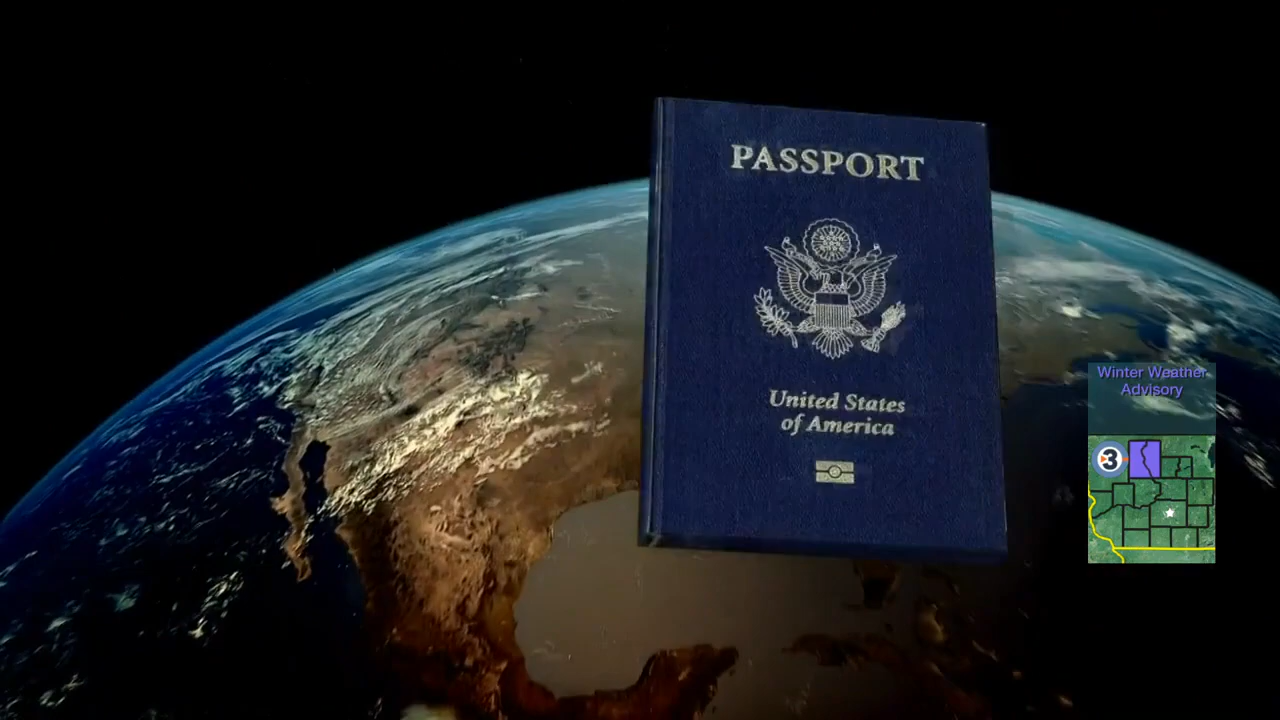 PASSPORT
United States
of America
Winter Weather
Advisory
3